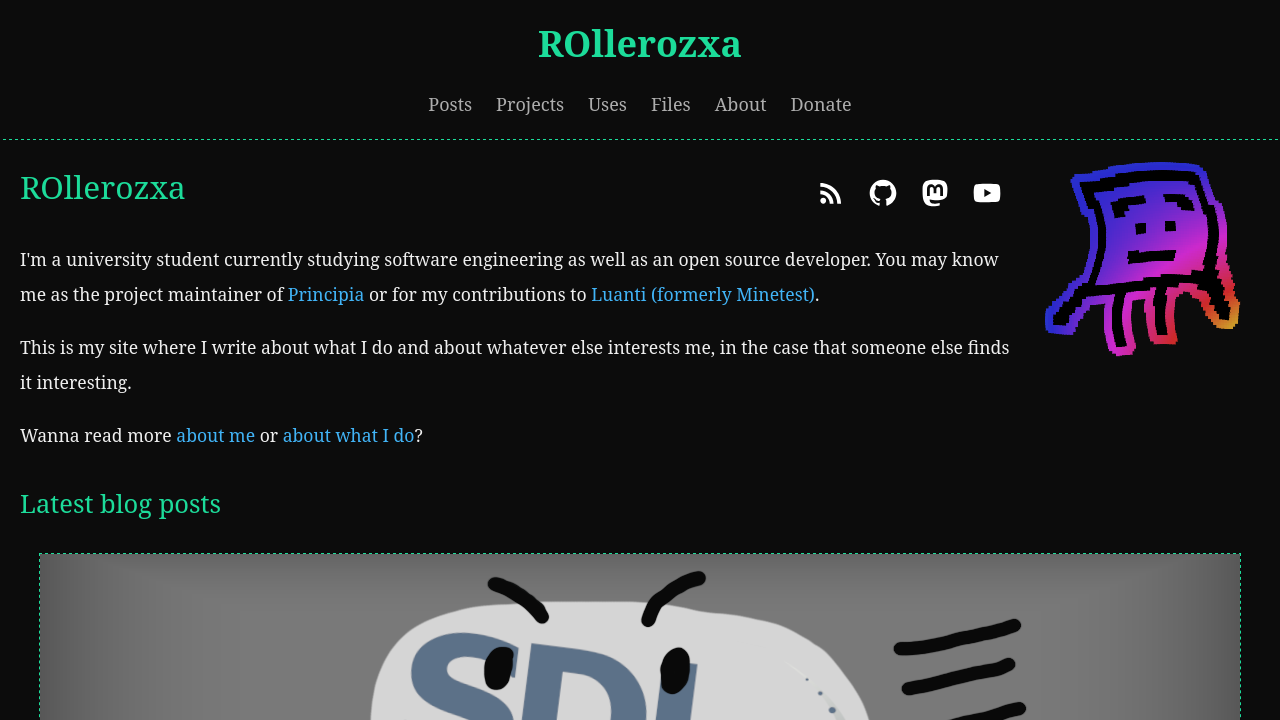 ROllerozxa
Posts Projects Uses Files About Donate
ROllerozxa
I'm a university student currently studying software engineering as well as an open source developer. You may know
me as the project maintainer of Principia or for my contributions to Luanti (formerly Minetest).
This is my site where I write about what I do and about whatever else interests me, in the case that someone else finds
it interesting.
Wanna read more about me or about what I do?
Latest blog posts
SDL